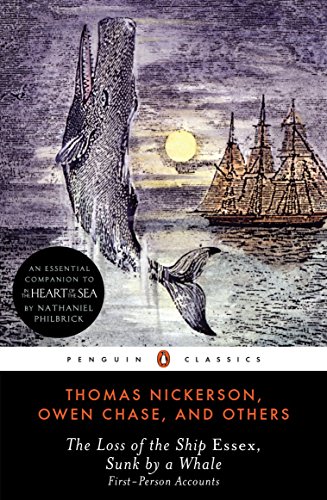 AN ESSENTIAL
COMPANION TO
IN THE HEART OF THE SEA
BY NATHANIEL
PHILBRICK
PENGUIN CLASSICS
THOMAS NICKERSON,
OWEN CHASE, AND OTHERS
The Loss of the Ship Essex,
Sunk by a Whale
First-Person Accounts